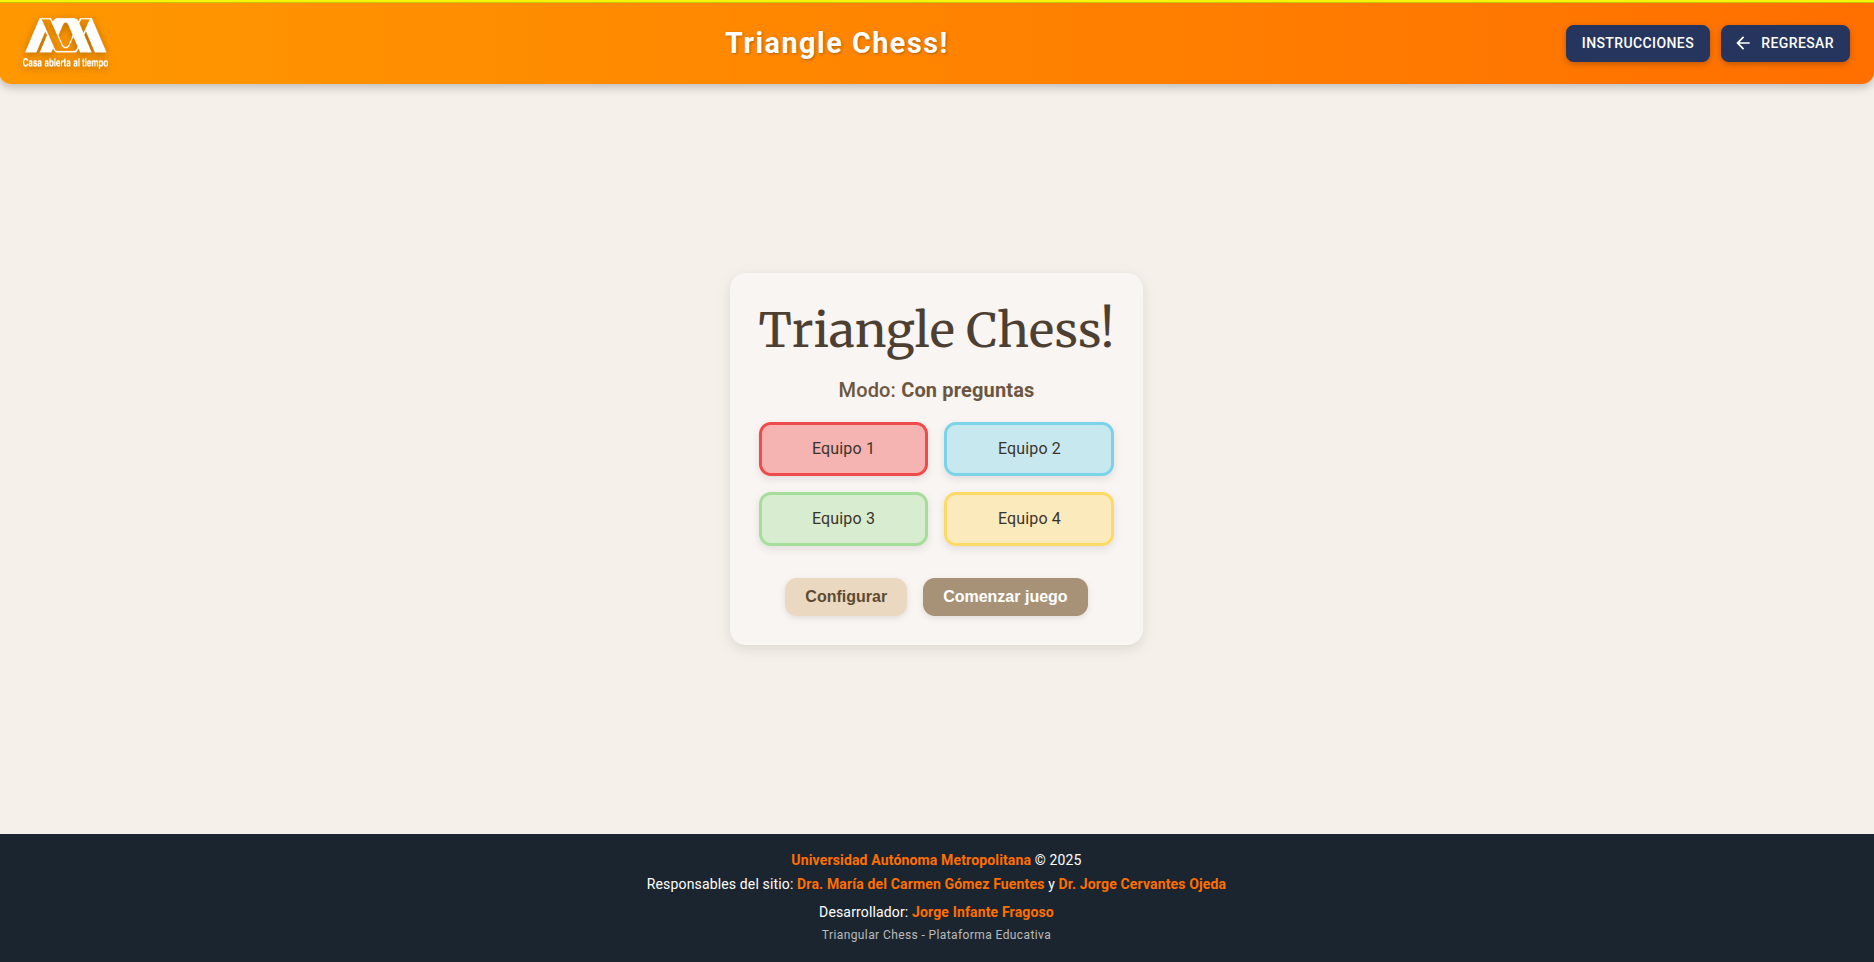 Casa abierta al tiempo
Triangle Chess!
INSTRUCCIONES
REGRESAR
Triangle Chess!
Modo: Con preguntas
Equipo 1
Equipo 2
Equipo 3
Equipo 4
Configurar
Comenzar juego
Universidad Autónoma Metropolitana © 2025
Responsables del sitio: Dra. María del Carmen Gómez Fuentes y Dr. Jorge Cervantes Ojeda
Desarrollador: Jorge Infante Fragoso
Triangular Chess - Plataforma Educativa